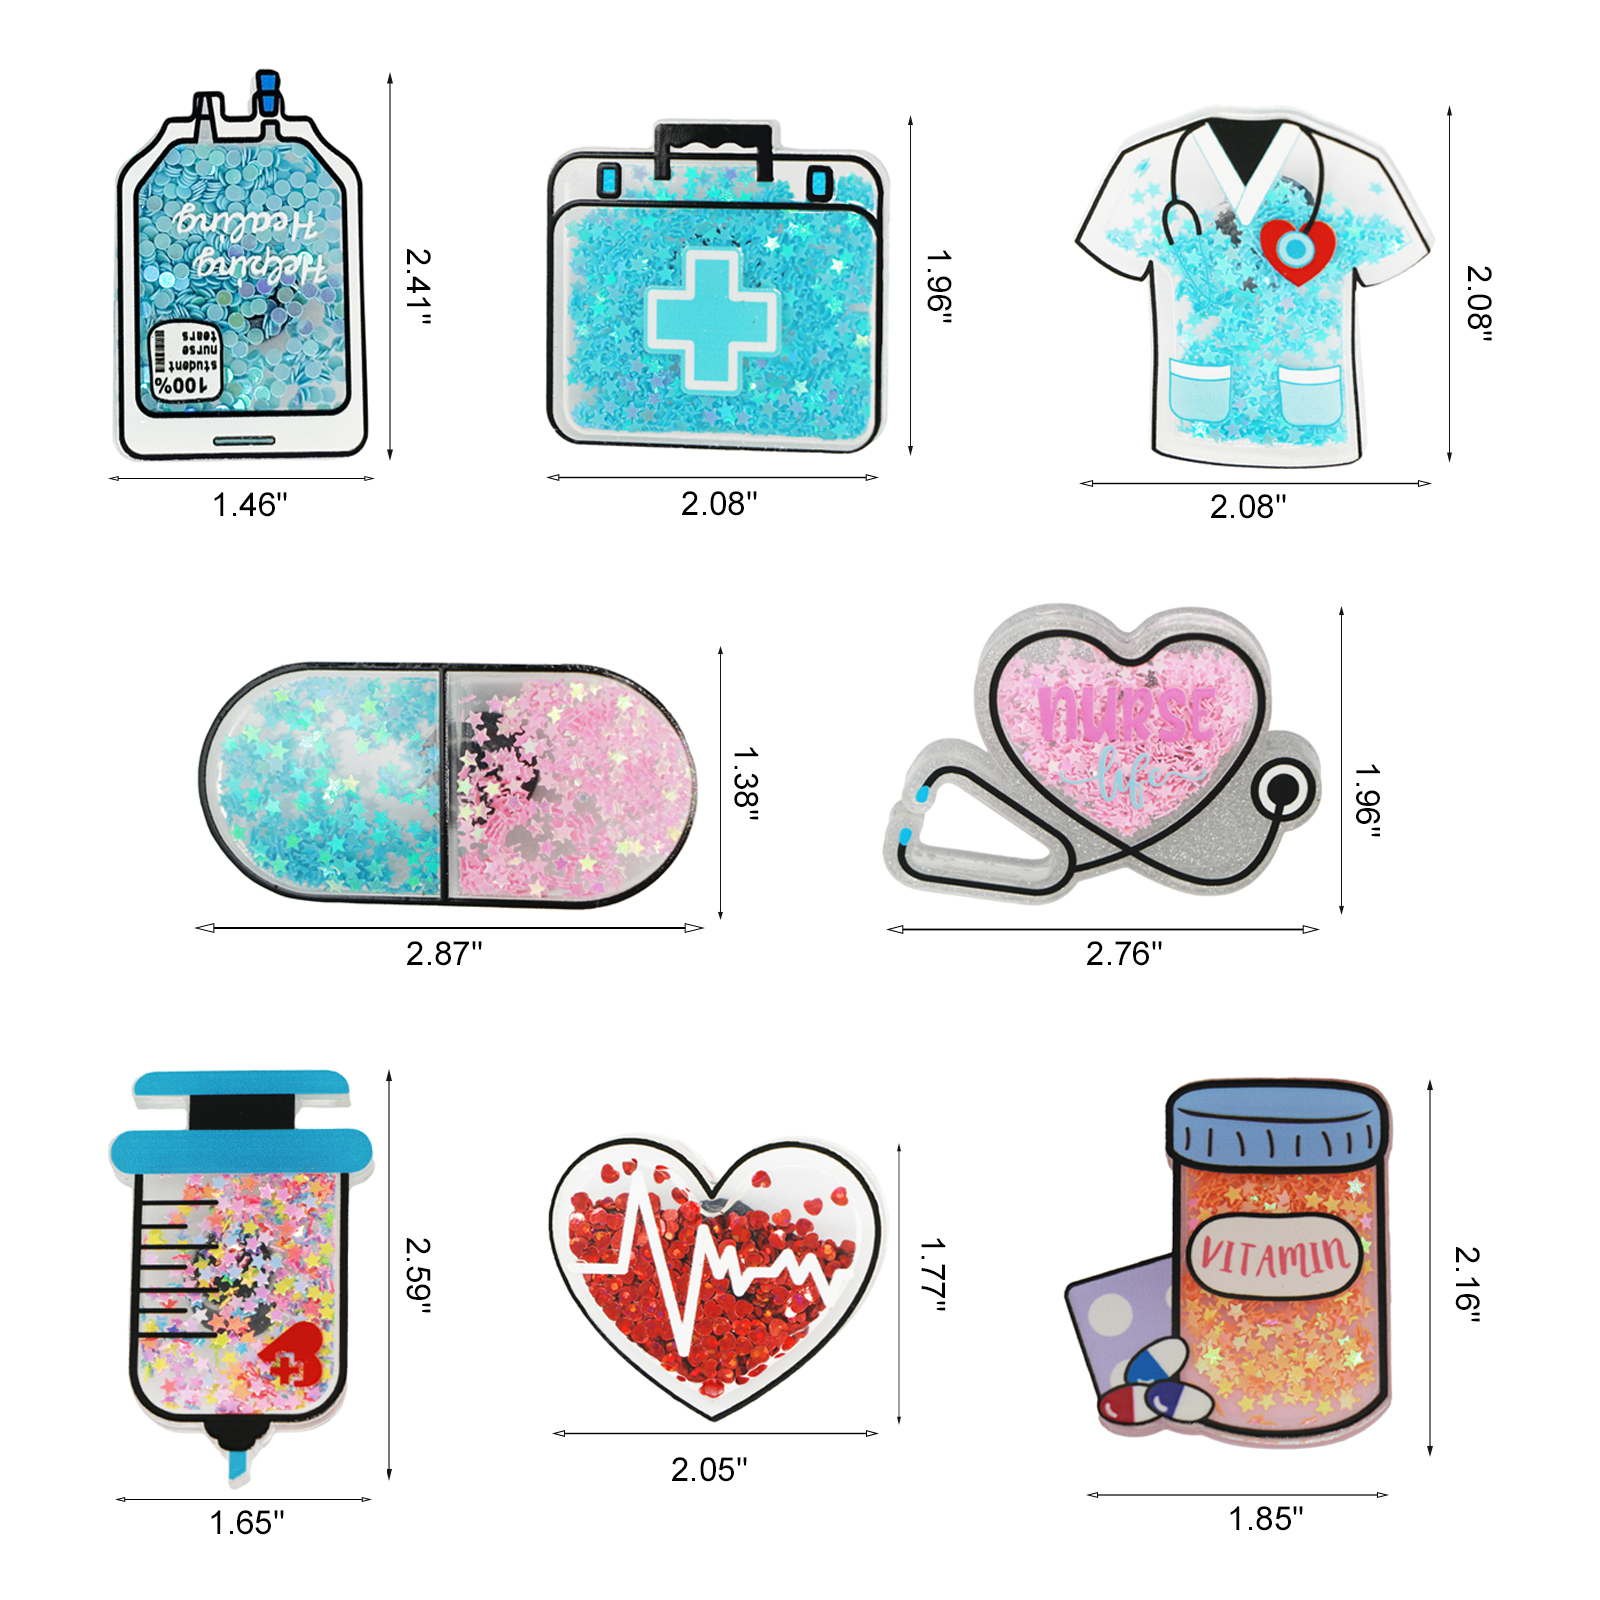 Helping
Healing
100%
student
nurse
tears
2.41"
1.46"
1.96"
2.08"
2.08"
2.08"
1.38"
2.87"
NURSE
life
1.96"
2.76"
2.59"
1.65"
1.77"
2.05"
VITAMIN
2.16"
1.85"